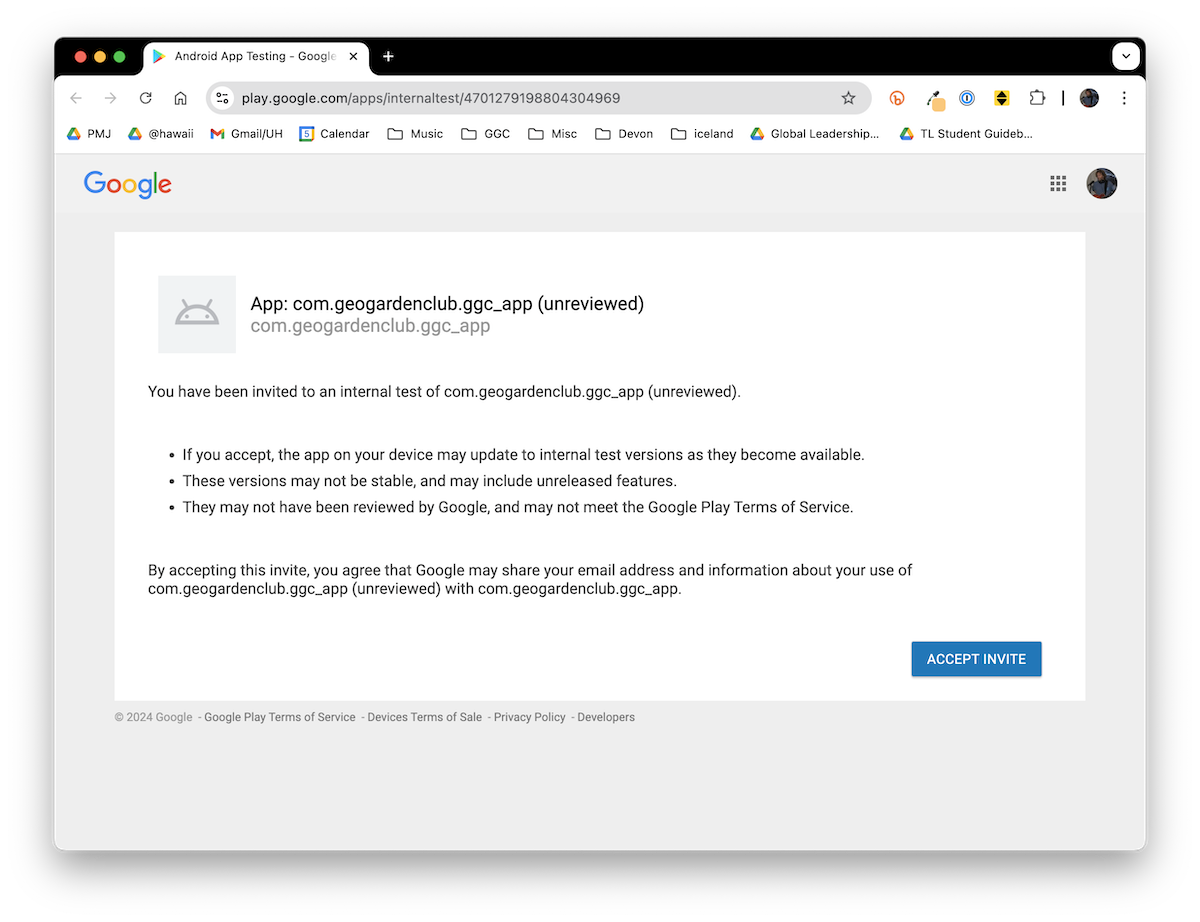 Android App Testing - Google
play.google.com/apps/internaltest/4701279198804304969
PMJ @hawaii Gmail/UH 5 Calendar Music GGC Misc Devon iceland Global Leadership... TL Student Guideb...
Google
App: com.geogardenclub.ggc_app (unreviewed)
com.geogardenclub.ggc_app
You have been invited to an internal test of com.geogardenclub.ggc_app (unreviewed).
• If you accept, the app on your device may update to internal test versions as they become available.
• These versions may not be stable, and may include unreleased features.
• They may not have been reviewed by Google, and may not meet the Google Play Terms of Service.
By accepting this invite, you agree that Google may share your email address and information about your use of
com.geogardenclub.ggc_app (unreviewed) with com.geogardenclub.ggc_app.
ACCEPT INVITE
© 2024 Google - Google Play Terms of Service - Devices Terms of Sale - Privacy Policy - Developers